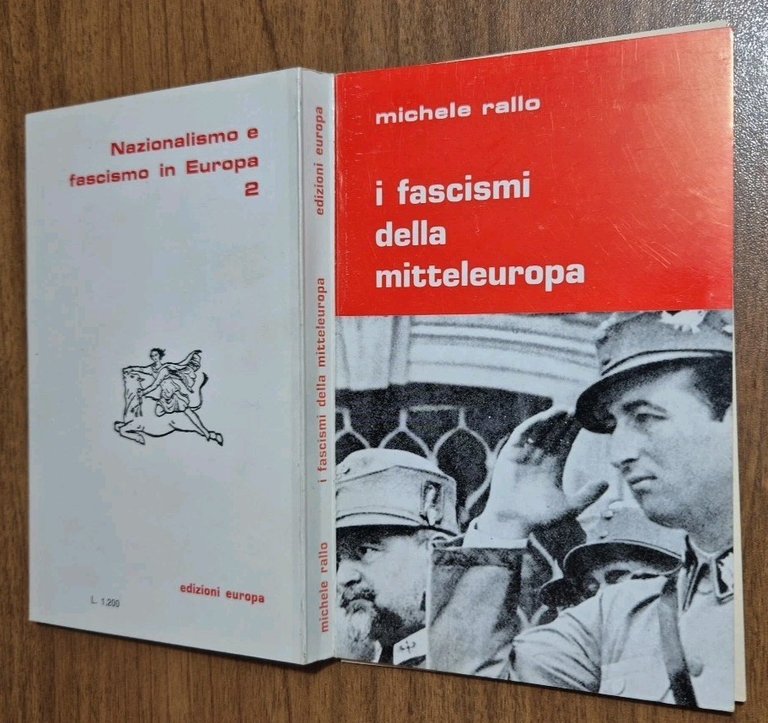 Nazionalismo e
fascismo in Europa
2
L. 1.200
edizioni europa
michele rallo
i fascismi della mitteleuropa
edizioni europa
michele rallo
i fascismi
della
mitteleuropa